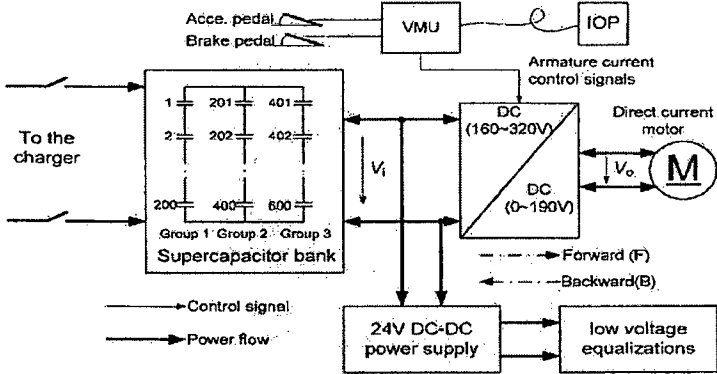 Acce. pedal
Brake pedal
VMU
IOP
Armature current
control signals
To the
charger
1 201 401
2 202 402
200 400 600
Group 1 Group 2 Group 3
Supercapacitor bank
Vi
DC
(160~320V)
DC
(0~190V)
Direct current
motor
Vo
M
Forward (F)
Backward(B)
Control signal
Power flow
24V DC-DC
power supply
low voltage
equalizations